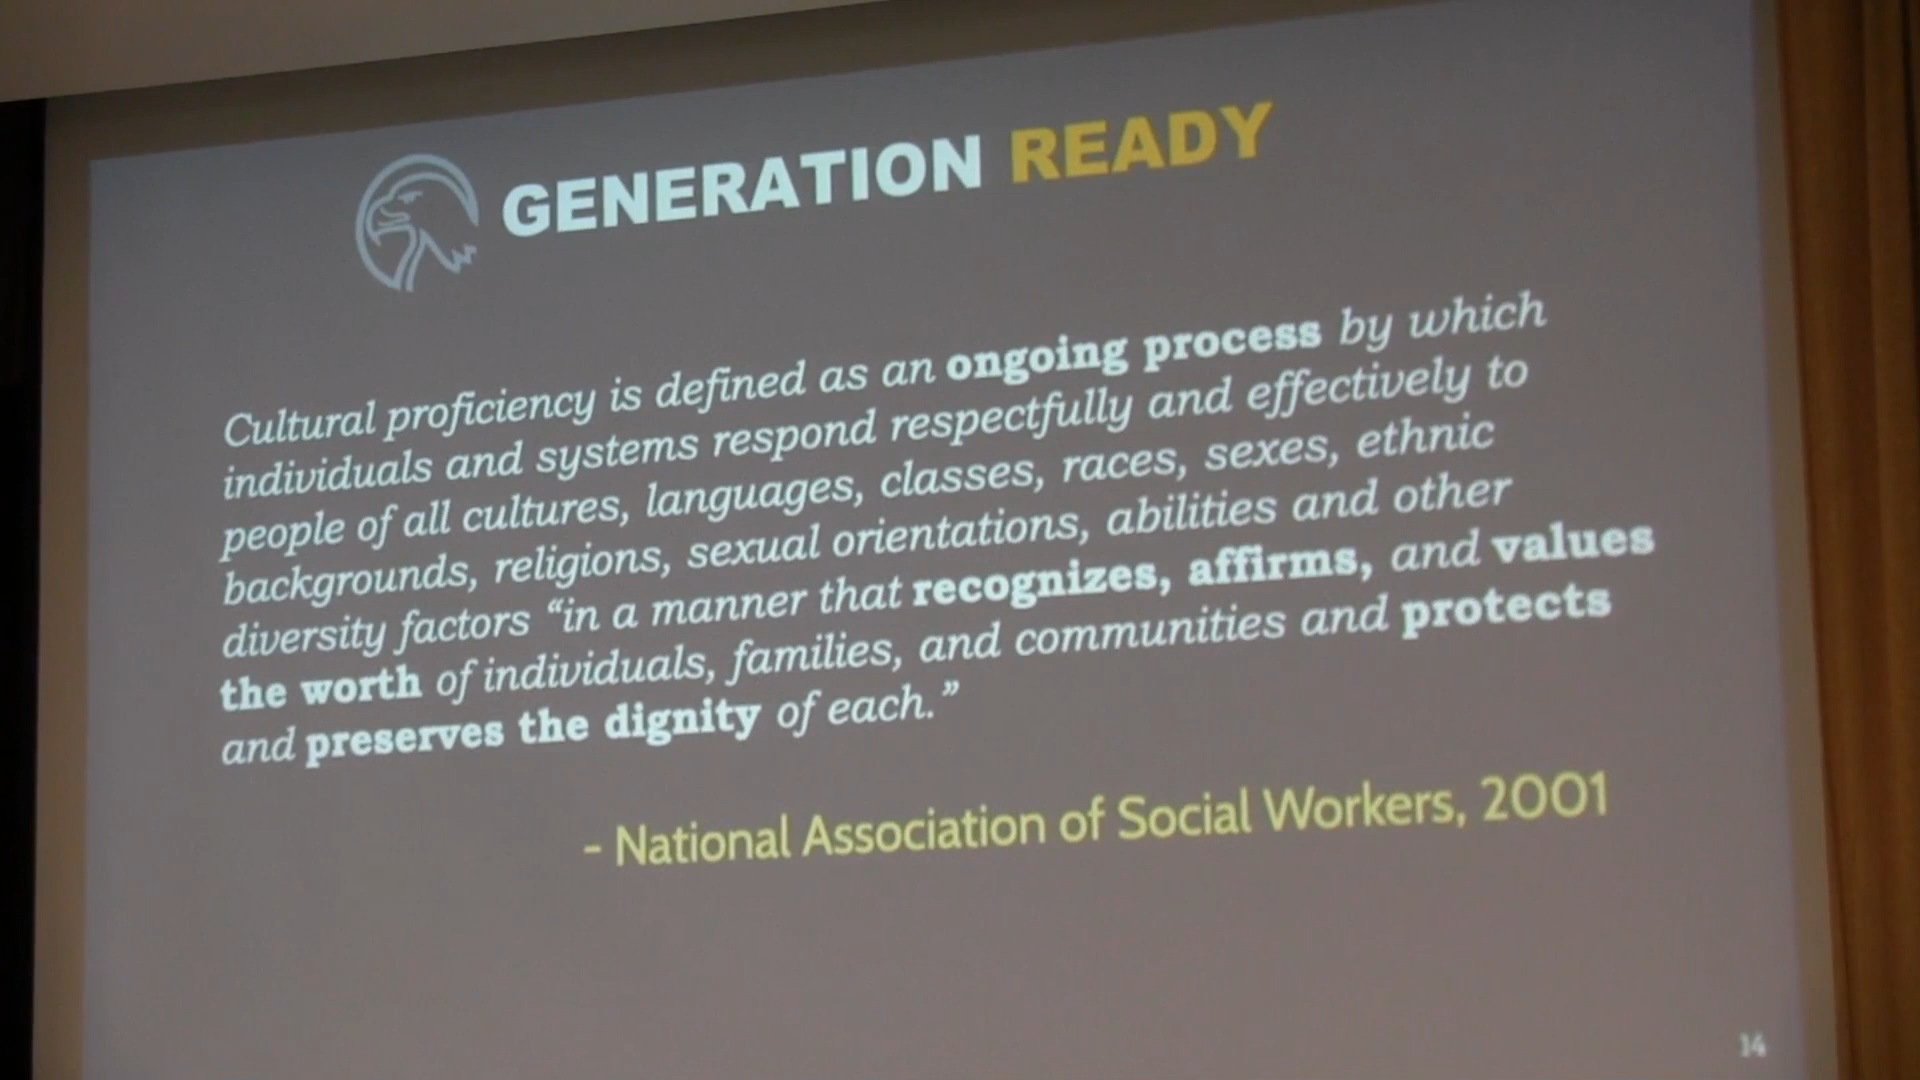 GENERATION READY
Cultural proficiency is defined as an ongoing process by which
individuals and systems respond respectfully and effectively to
people of all cultures, languages, classes, races, sexes, ethnic
backgrounds, religions, sexual orientations, abilities and other
diversity factors “in a manner that recognizes, affirms, and values
the worth of individuals, families, and communities and protects
and preserves the dignity of each.”
- National Association of Social Workers, 2001
14